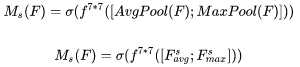 M_s(F) = σ(f^{7*7}([AvgPool(F); MaxPool(F)]))
M_s(F) = σ(f^{7*7}([F^s_{avg}; F^s_{max}]))